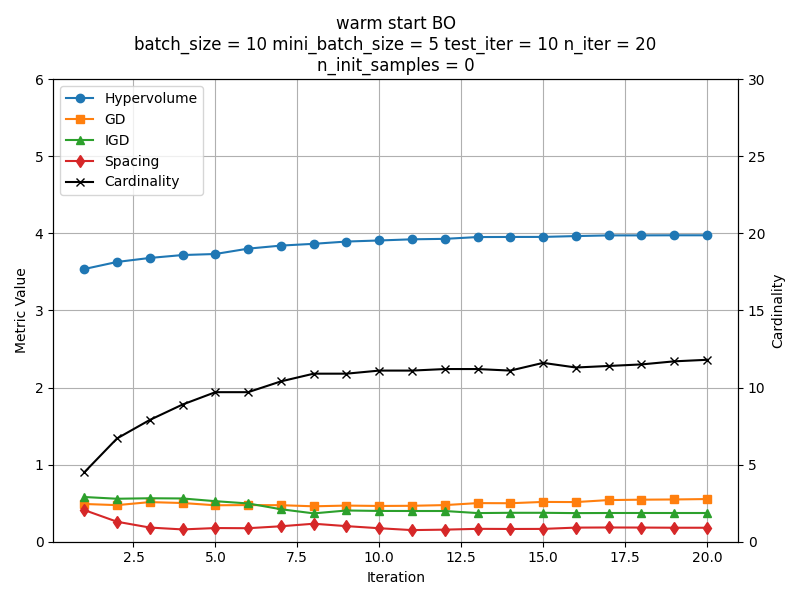 warm start BO
batch_size = 10 mini_batch_size = 5 test_iter = 10 n_iter = 20
n_init_samples = 0
Hypervolume
GD
IGD
Spacing
Cardinality
6
5
4
3
2
1
0
Metric Value
30
25
20
15
10
5
0
Cardinality
2.5
5.0
7.5
10.0
12.5
15.0
17.5
20.0
Iteration